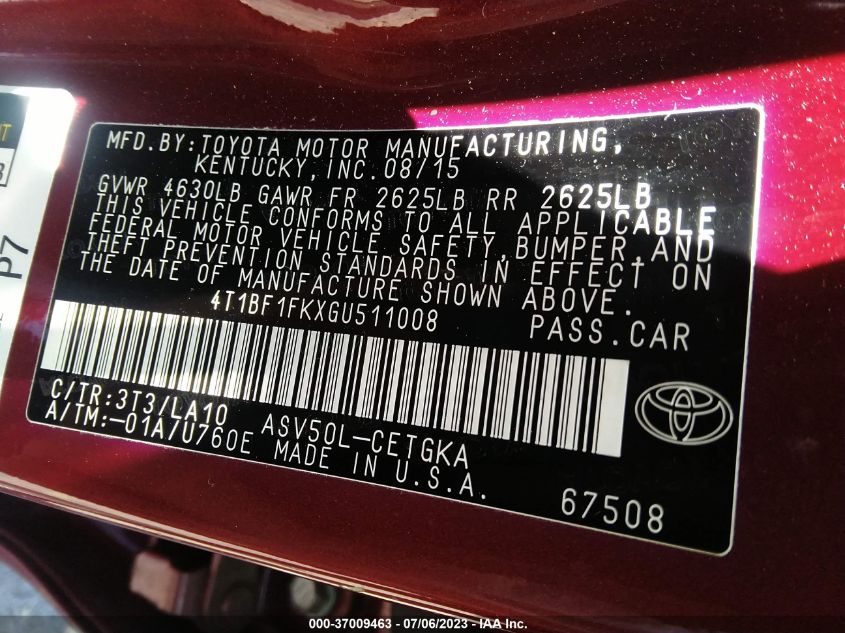 MFD.BY:TOYOTA MOTOR MANUFACTURING,
KENTUCKY, INC. 08/15
GVWR 4630LB GAWR FR 2625LB RR 2625LB
THIS VEHICLE CONFORMS TO ALL APPLICABLE
FEDERAL MOTOR VEHICLE SAFETY, BUMPER, AND
THEFT PREVENTION STANDARDS IN EFFECT ON
THE DATE OF MANUFACTURE SHOWN ABOVE.
4T1BF1FKXGU511008
PASS.CAR
C/TR:3T3/LA10
A/TM:-01A/U760E
ASV50L-CETGKA
MADE IN U.S.A.
67508
P7
000-37009463 - 07/06/2023 - IAA Inc.